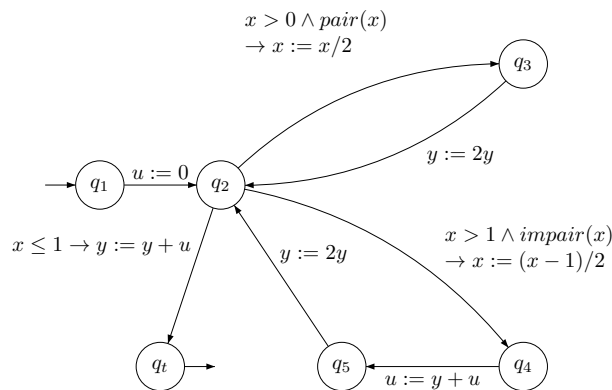 x > 0 ∧ pair(x)
→ x := x/2
q₃
y := 2y
q₁
u := 0
q₂
x ≤ 1 → y := y + u
y := 2y
x > 1 ∧ impair(x)
→ x := (x − 1)/2
qₜ
q₅
u := y + u
q₄